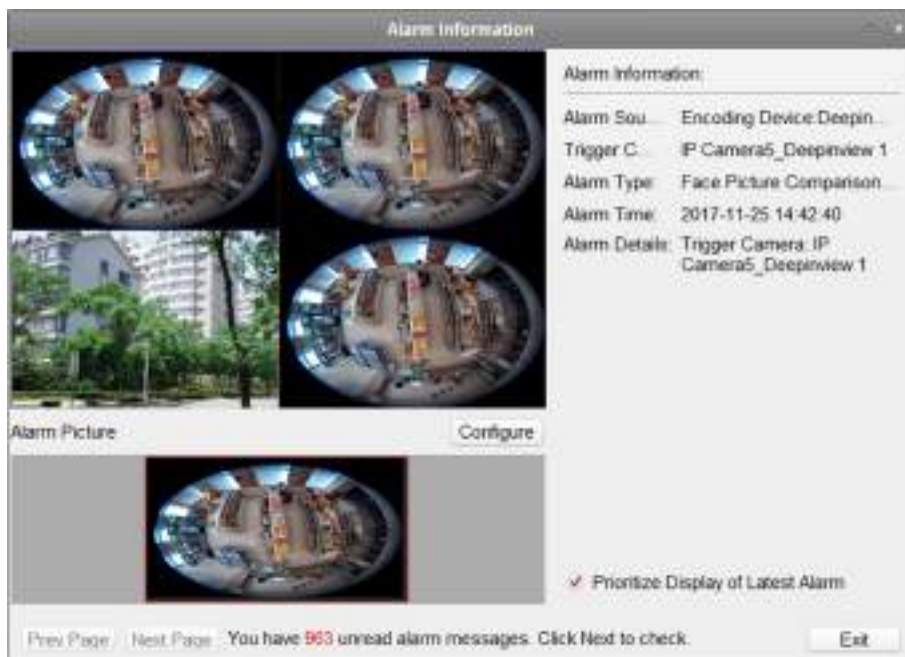 Alarm Information
Alarm Information:
Alarm Sou... Encoding Device:Deepin...
Trigger C... IP Camera5_Deepinview 1
Alarm Type: Face Picture Comparison...
Alarm Time: 2017-11-25 14:42:40
Alarm Details: Trigger Camera: IP
Camera5_Deepinview 1
Alarm Picture
Configure
Prioritize Display of Latest Alarm
Prev Page Next Page You have 963 unread alarm messages. Click Next to check. Exit